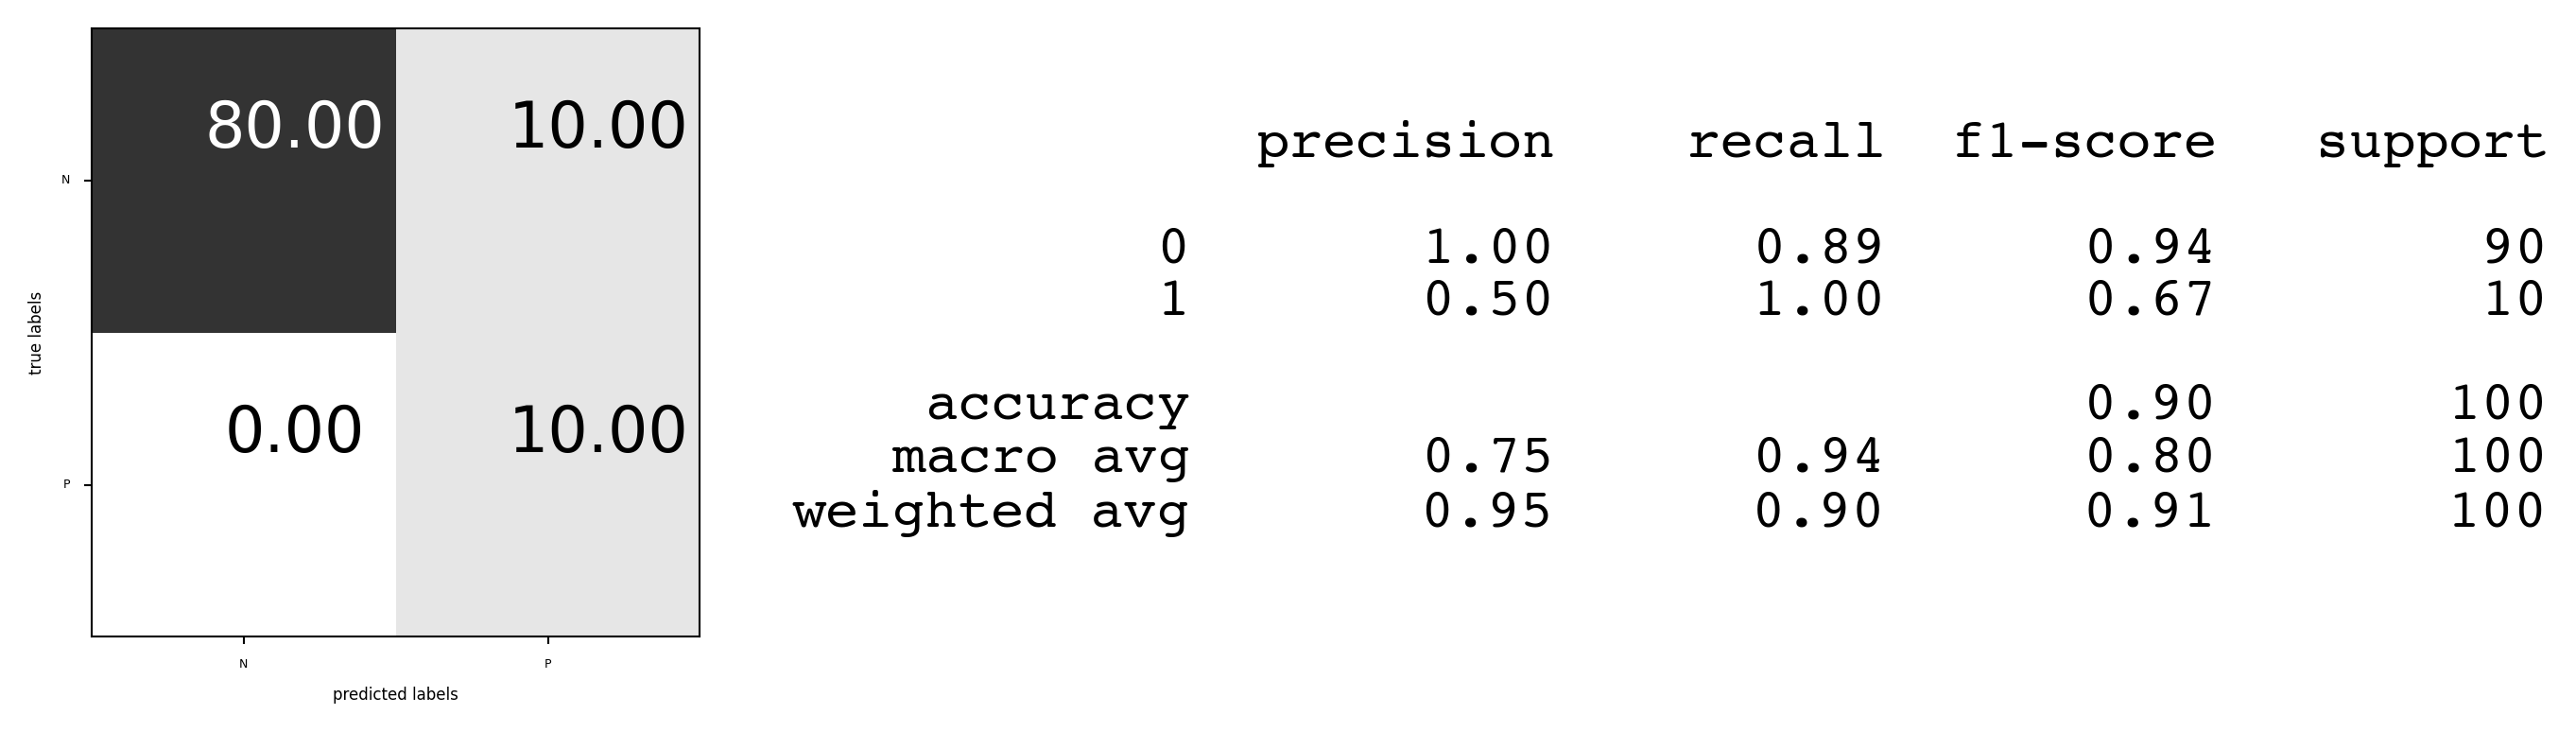 80.00 10.00
N
0.00 10.00
P
true labels
N P
predicted labels
precision recall f1-score support
0 1.00 0.89 0.94 90
1 0.50 1.00 0.67 10
accuracy 0.90 100
macro avg 0.75 0.94 0.80 100
weighted avg 0.95 0.90 0.91 100